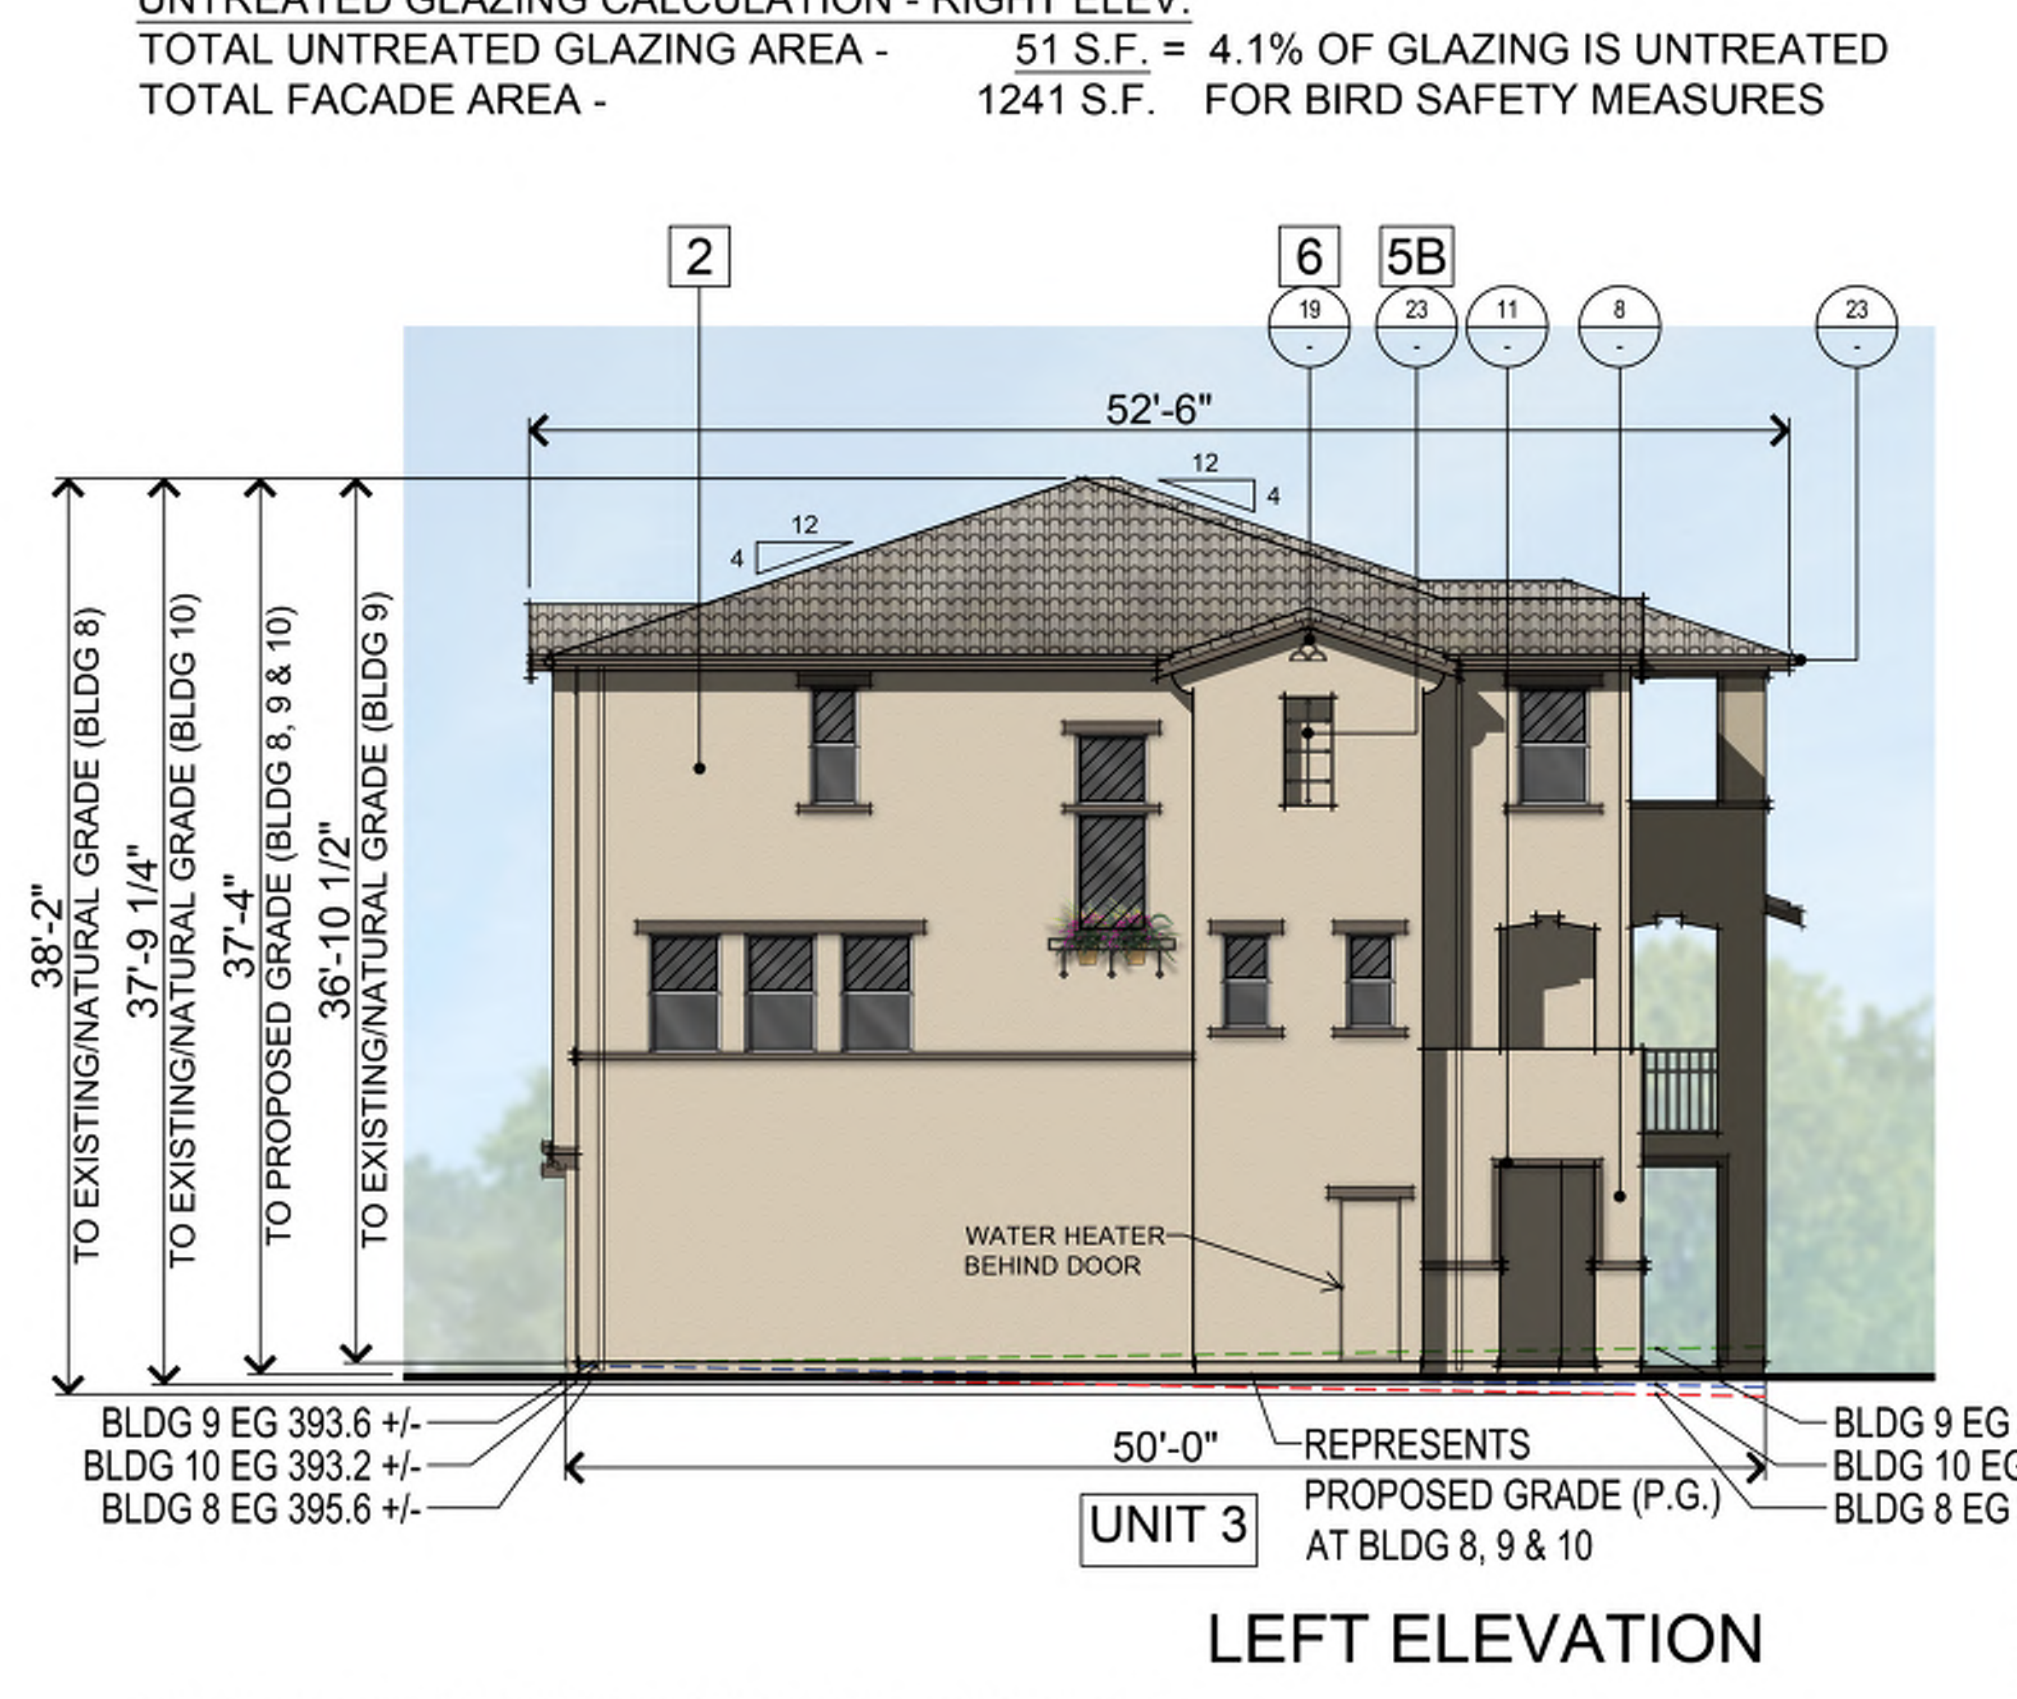 UNTREATED GLAZING CALCULATION - RIGHT ELEV.
TOTAL UNTREATED GLAZING AREA - 51 S.F. = 4.1% OF GLAZING IS UNTREATED
TOTAL FACADE AREA - 1241 S.F. FOR BIRD SAFETY MEASURES
2
6
5B
19
-
23
-
11
-
8
-
23
-
52'-6"
12
4
12
4
38'-2"
TO EXISTING/NATURAL GRADE (BLDG 8)
37'-9 1/4"
TO EXISTING/NATURAL GRADE (BLDG 10)
37'-4"
TO PROPOSED GRADE (BLDG 8, 9 & 10)
36'-10 1/2"
TO EXISTING/NATURAL GRADE (BLDG 9)
WATER HEATER
BEHIND DOOR
BLDG 9 EG 393.6 +/-
BLDG 10 EG 393.2 +/-
BLDG 8 EG 395.6 +/-
50'-0"
REPRESENTS
PROPOSED GRADE (P.G.)
AT BLDG 8, 9 & 10
BLDG 9 EG
BLDG 10 EG
BLDG 8 EG
UNIT 3
LEFT ELEVATION